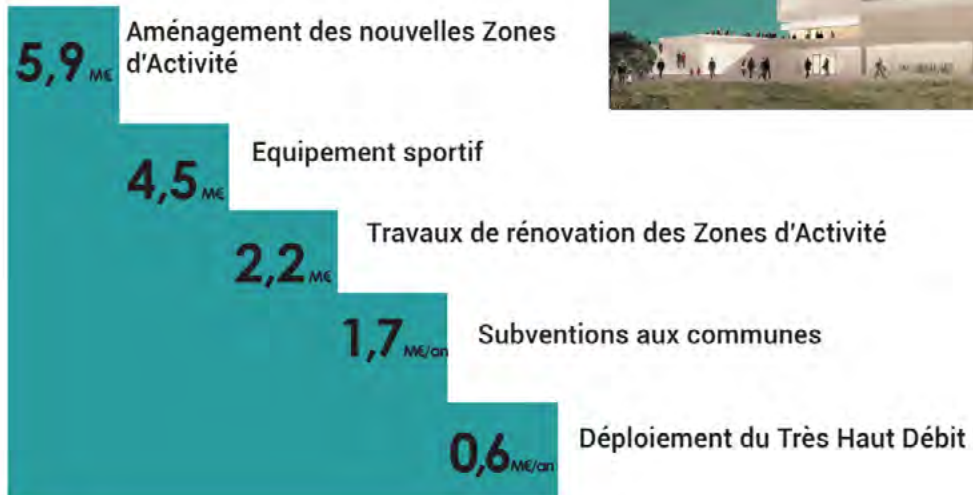 5,9 M€
Aménagement des nouvelles Zones
d'Activité
4,5 M€
Equipement sportif
2,2 M€
Travaux de rénovation des Zones d'Activité
1,7 M€/an
Subventions aux communes
0,6 M€/an
Déploiement du Très Haut Débit